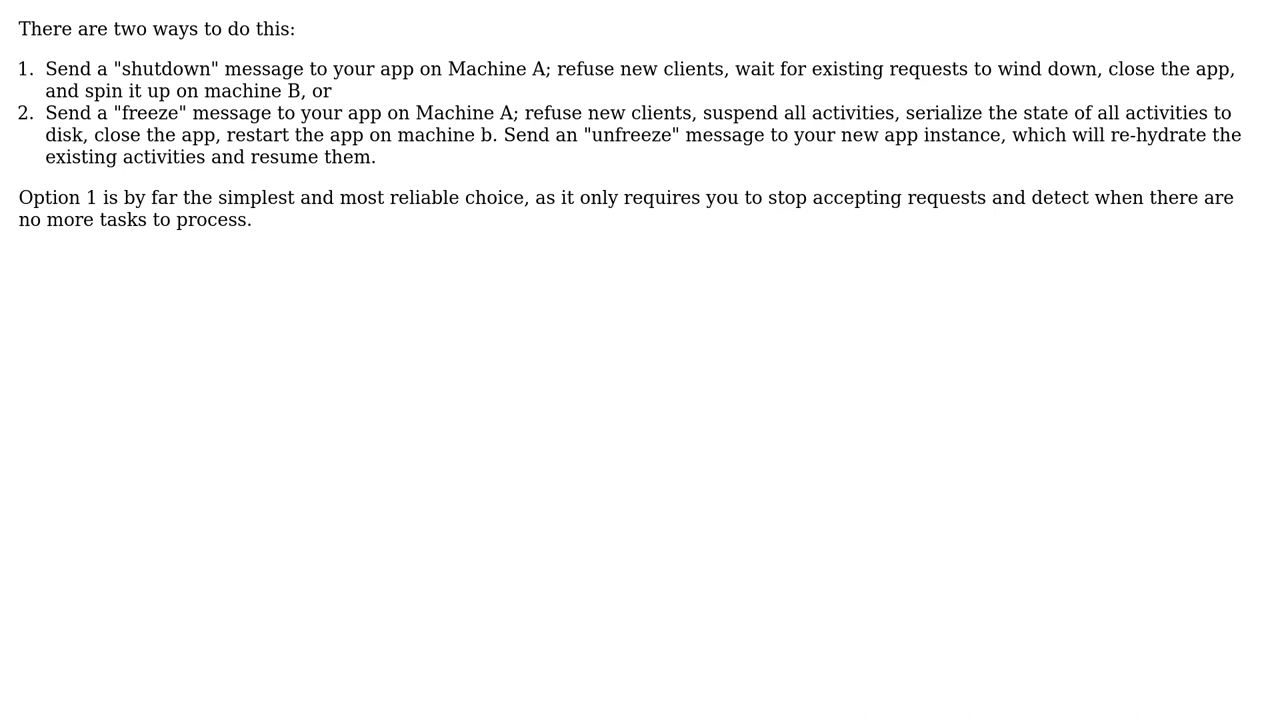 There are two ways to do this:
1. Send a "shutdown" message to your app on Machine A; refuse new clients, wait for existing requests to wind down, close the app,
and spin it up on machine B, or
2. Send a "freeze" message to your app on Machine A; refuse new clients, suspend all activities, serialize the state of all activities to
disk, close the app, restart the app on machine b. Send an "unfreeze" message to your new app instance, which will re-hydrate the
existing activities and resume them.
Option 1 is by far the simplest and most reliable choice, as it only requires you to stop accepting requests and detect when there are
no more tasks to process.